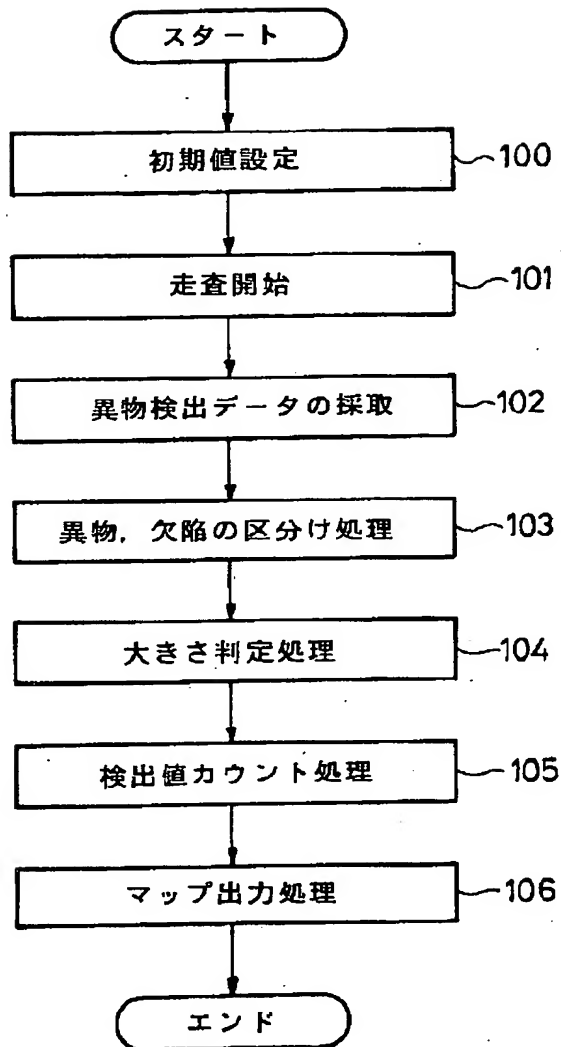 スタート
初期値設定 100
走査開始 101
異物検出データの採取 102
異物,欠陥の区分け処理 103
大きさ判定処理 104
検出値カウント処理 105
マップ出力処理 106
エンド